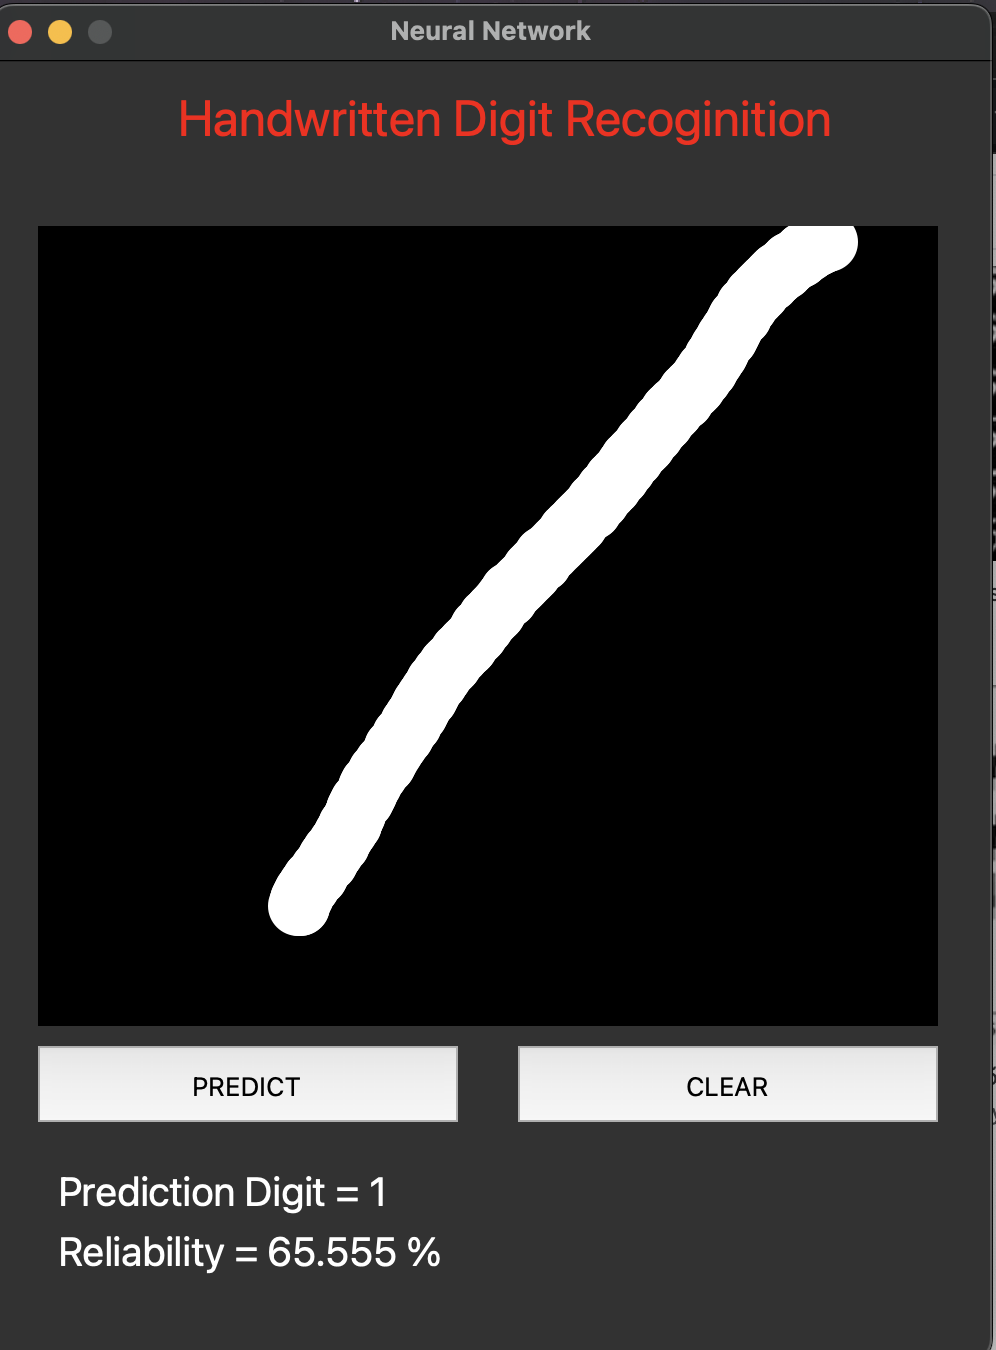 Neural Network
Handwritten Digit Recoginition
PREDICT
CLEAR
Prediction Digit = 1
Reliability = 65.555 %